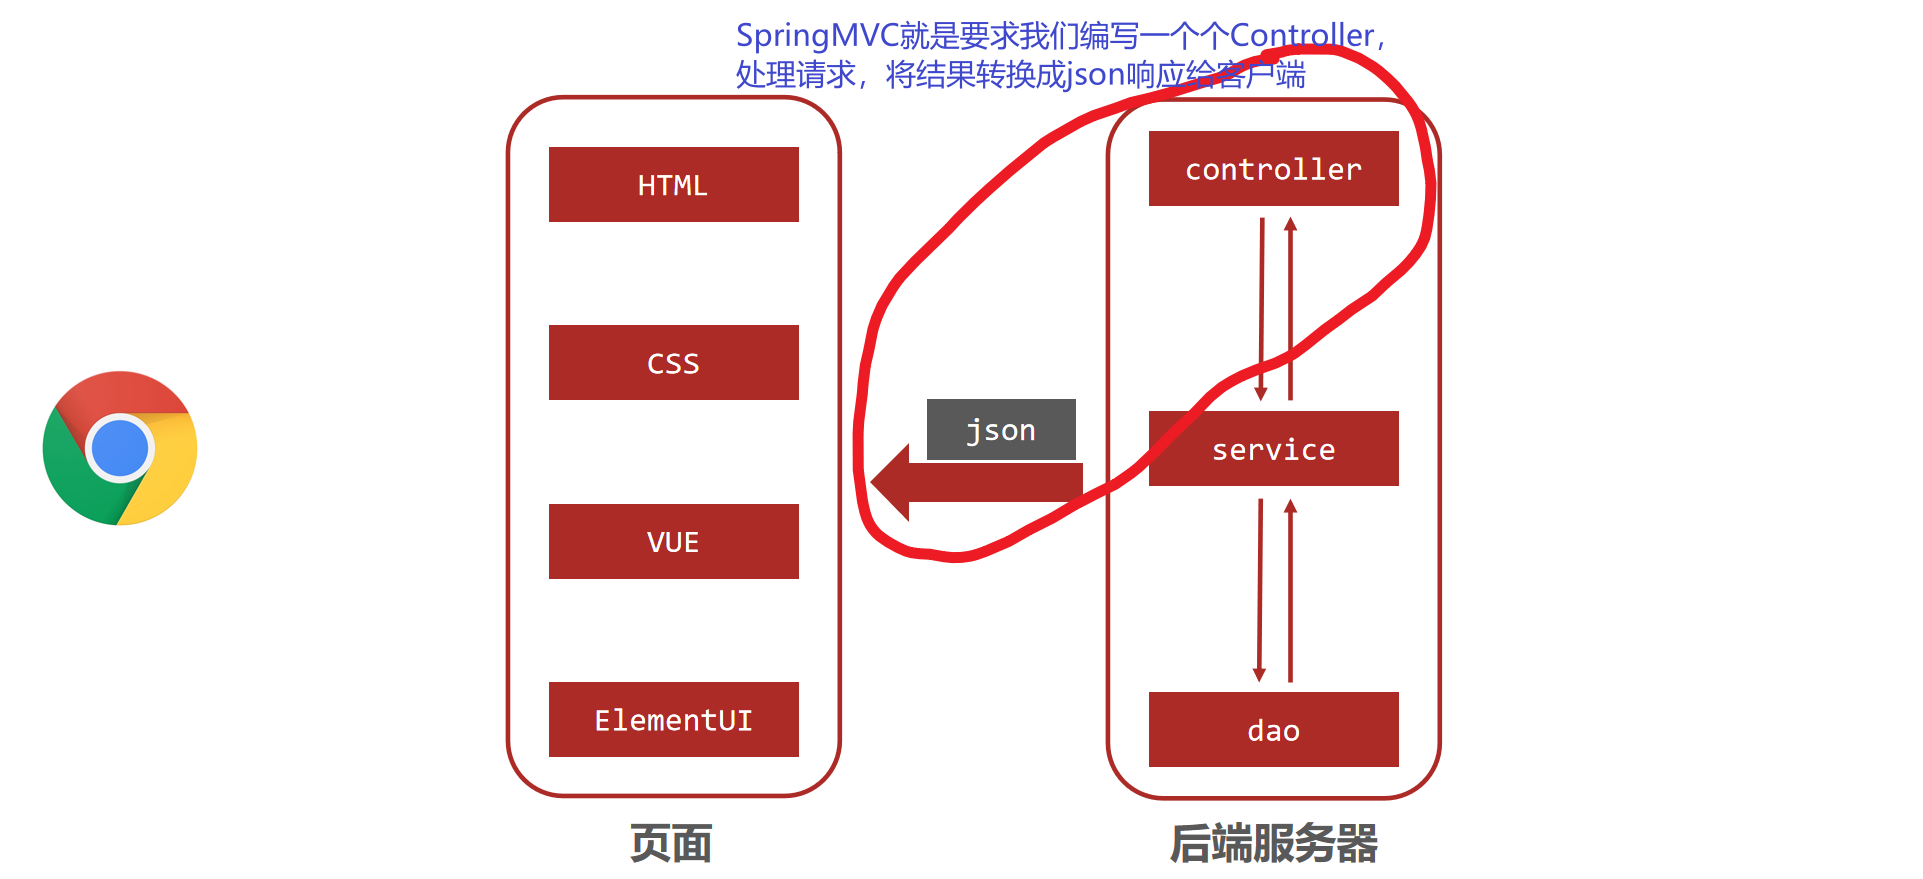 SpringMVC就是要求我们编写一个个Controller，
处理请求，将结果转换成json响应给客户端
HTML
CSS
VUE
ElementUI
页面
json
controller
service
dao
后端服务器